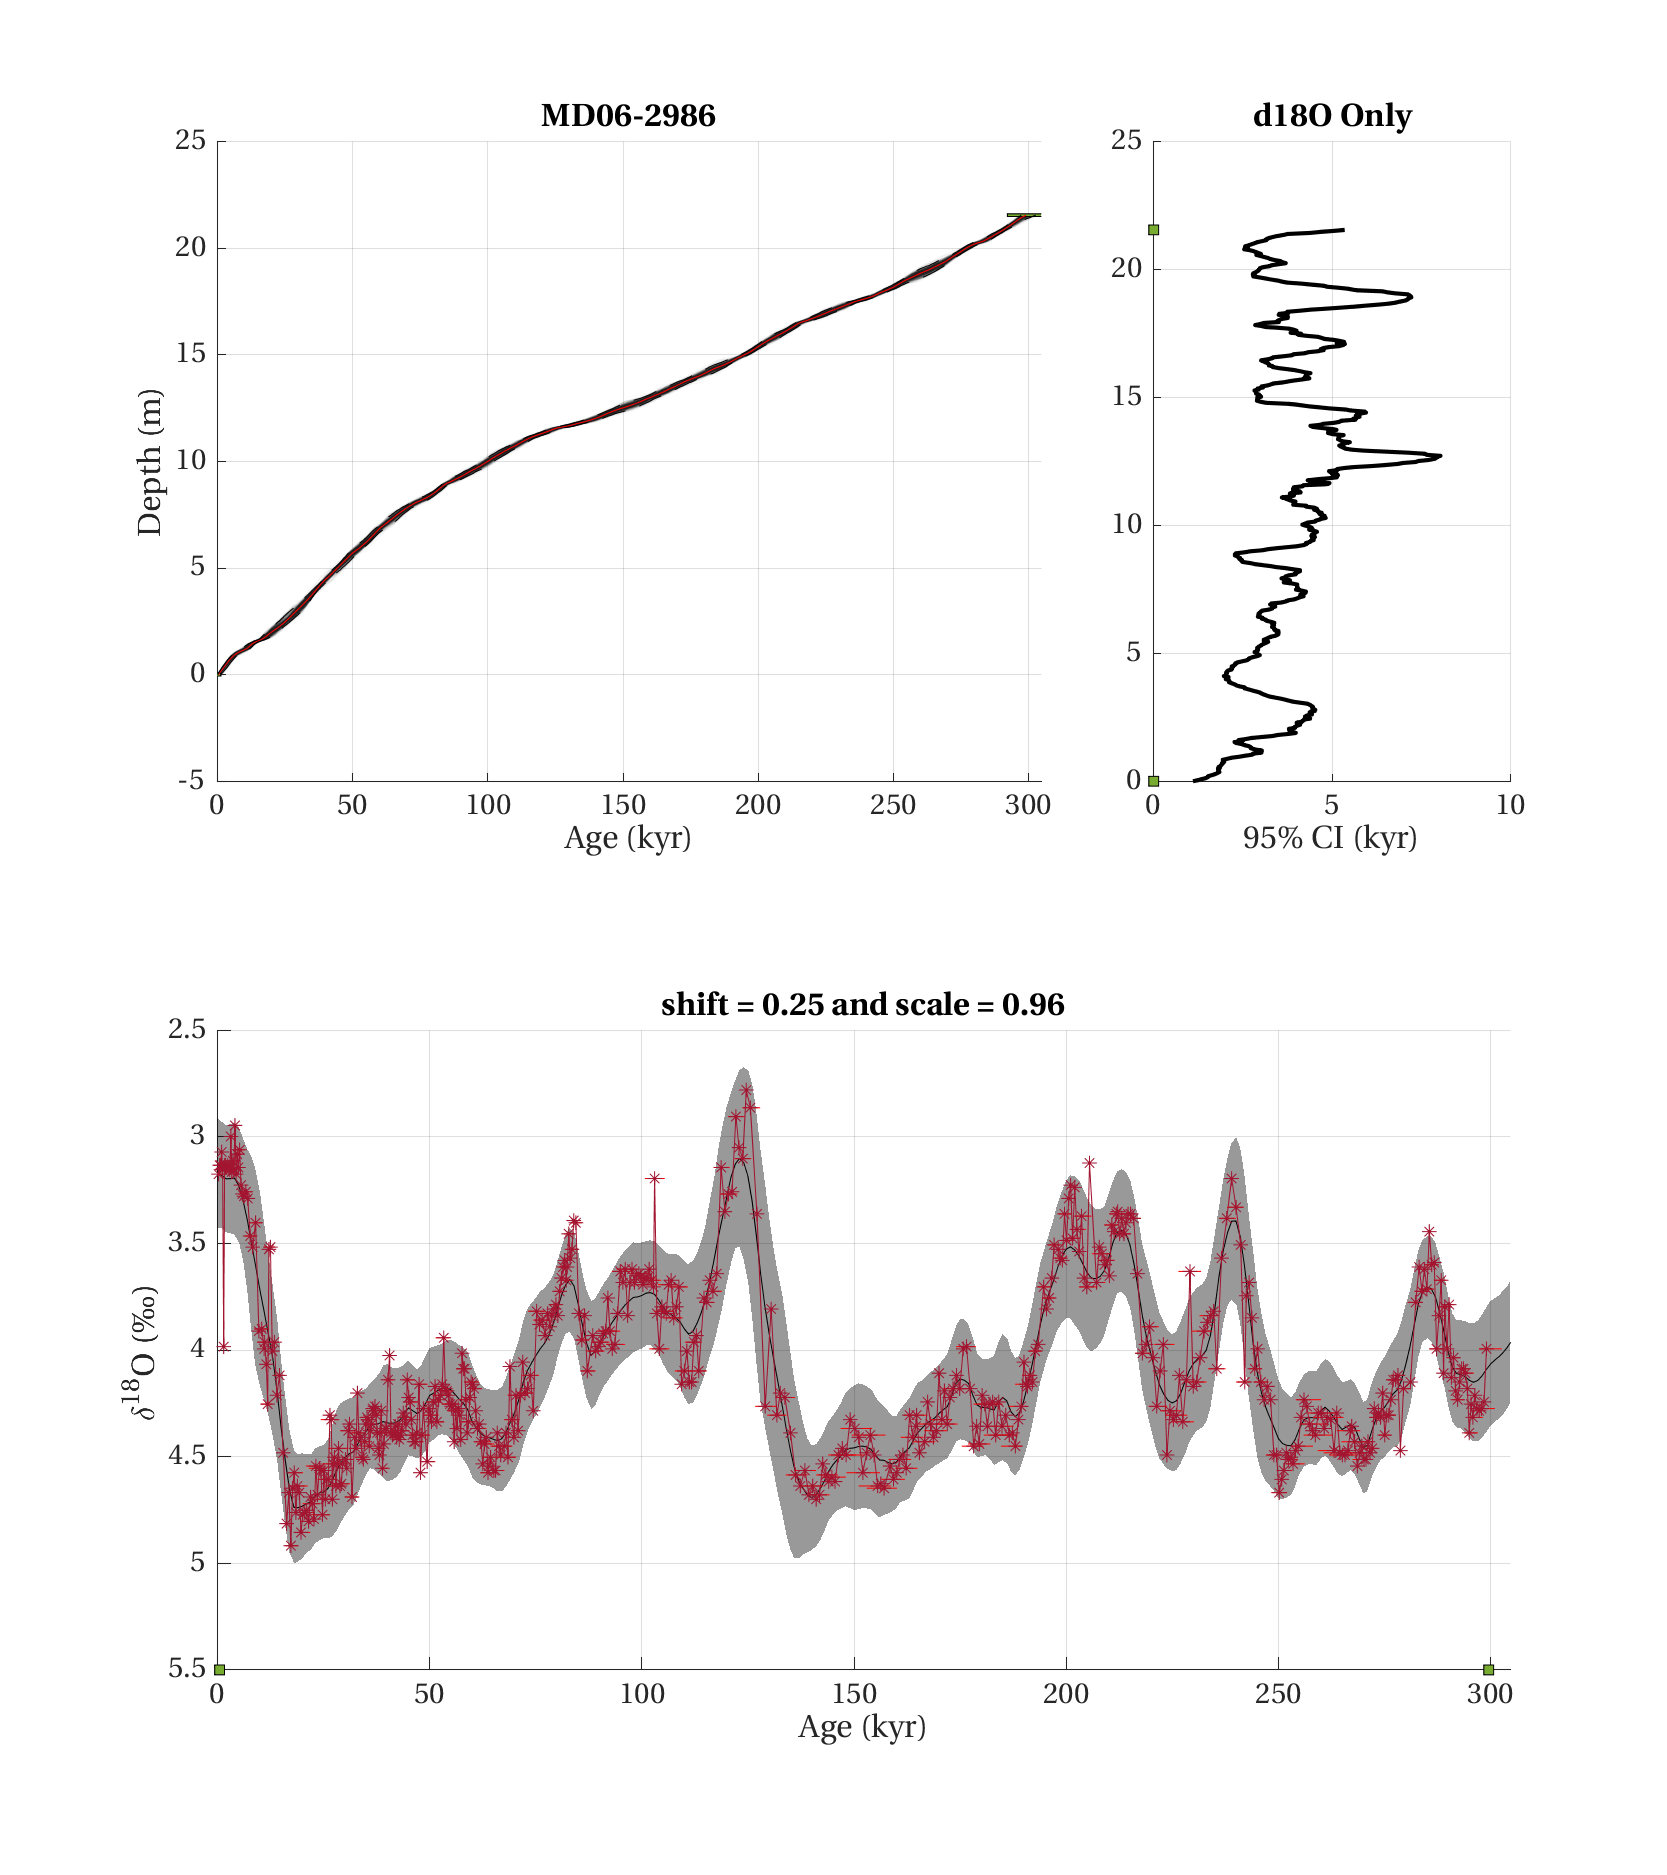 MD06-2986
25
20
15
10
5
0
-5
Depth (m)
0 50 100 150 200 250 300
Age (kyr)
d18O Only
25
20
15
10
5
0
0 5 10
95% CI (kyr)
shift = 0.25 and scale = 0.96
2.5
3
3.5
4
4.5
5
5.5
δ¹⁸O (‰)
0 50 100 150 200 250 300
Age (kyr)